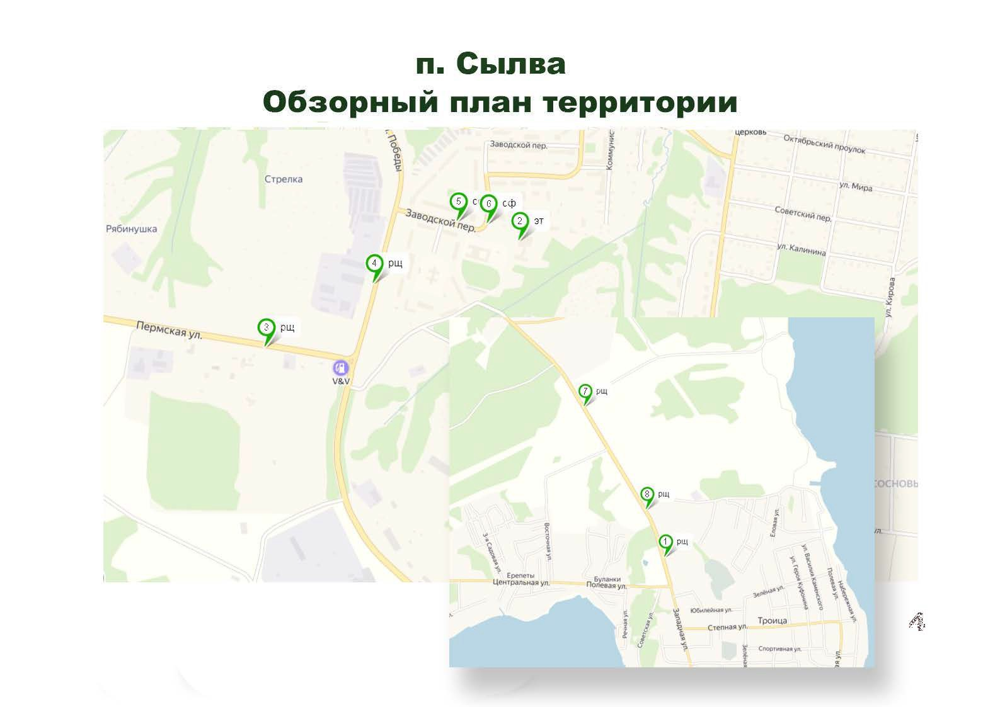 п. Сылва
Обзорный план территории
церковь
Октябрьский проулок
. Победы
Заводской пер.
Коммунис
Стрелка
ул. Мира
5
6 сф
Советский пер.
Заводской пер.
2 эт
Рябинушка
ул. Калинина
4 рщ
ул. Кирова
3 рщ
Пермская ул.
V&V
7 рщ
СОСНОВЫ
8 рщ
Еловая ул.
Восточная ул.
3-я Садовая ул.
1 рщ
ул. Василия Каменского
ул. Героя Куфонина
Полевая ул.
Набережная ул.
Ерепеты
Центральная ул.
Буланки
Полевая ул.
Зелёная ул.
Юбилейная ул.
Речная ул.
Советская ул.
Западная ул.
Троица
Степная ул.
Спортивная ул.
Зелёная
ая ул.
4